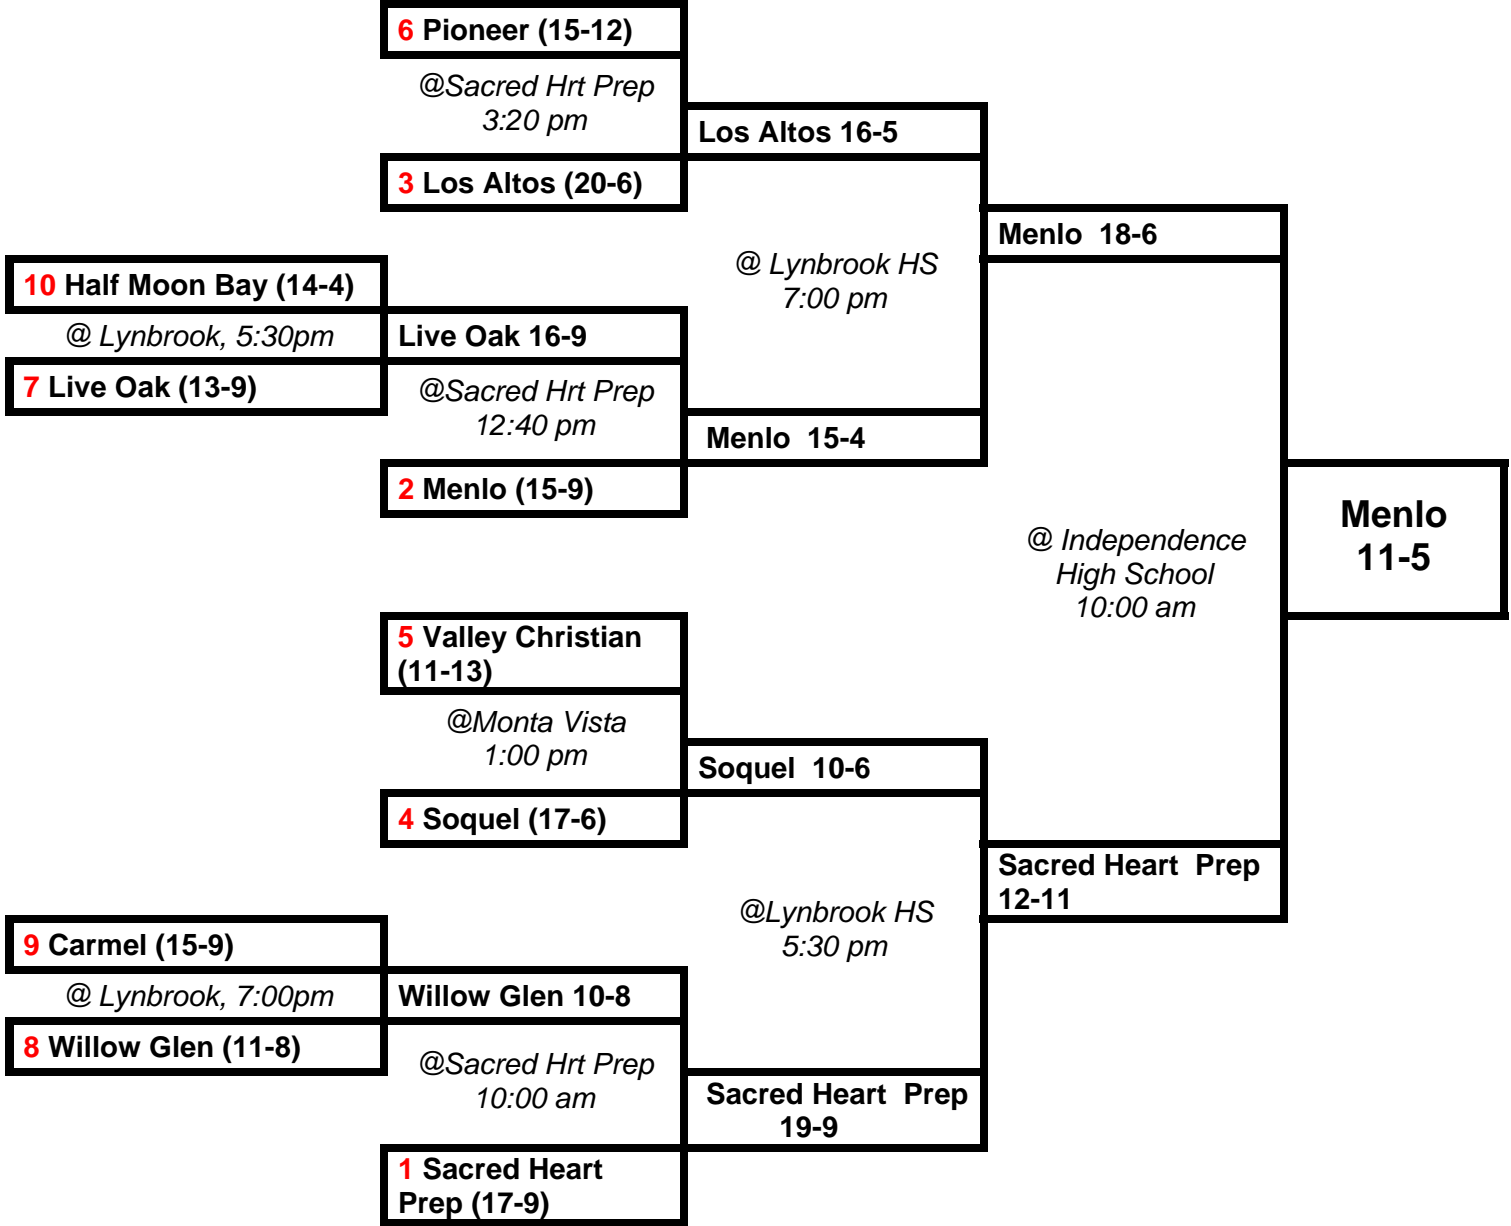 6 Pioneer (15-12)
@Sacred Hrt Prep
3:20 pm
Los Altos 16-5
3 Los Altos (20-6)
Menlo 18-6
@ Lynbrook HS
7:00 pm
10 Half Moon Bay (14-4)
@ Lynbrook, 5:30pm
Live Oak 16-9
7 Live Oak (13-9)
@Sacred Hrt Prep
12:40 pm
Menlo 15-4
2 Menlo (15-9)
Menlo
11-5
@ Independence
High School
10:00 am
5 Valley Christian
(11-13)
@Monta Vista
1:00 pm
Soquel 10-6
4 Soquel (17-6)
Sacred Heart Prep
12-11
@Lynbrook HS
5:30 pm
9 Carmel (15-9)
@ Lynbrook, 7:00pm
Willow Glen 10-8
8 Willow Glen (11-8)
@Sacred Hrt Prep
10:00 am
Sacred Heart Prep
19-9
1 Sacred Heart
Prep (17-9)